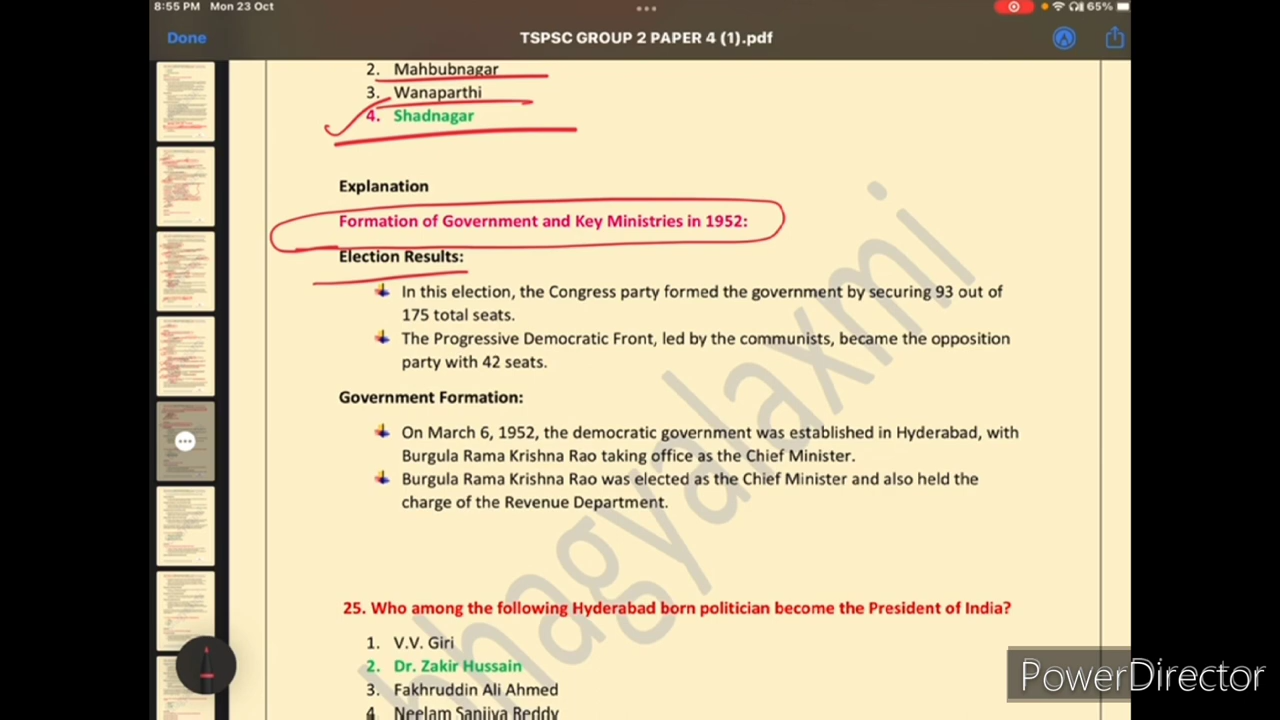 8:55 PM Mon 23 Oct
65%
Done
TSPSC GROUP 2 PAPER 4 (1).pdf
2. Mahbubnagar
3. Wanaparthi
4. Shadnagar
Explanation
Formation of Government and Key Ministries in 1952:
Election Results:
In this election, the Congress party formed the government by securing 93 out of
175 total seats.
The Progressive Democratic Front, led by the communists, became the opposition
party with 42 seats.
Government Formation:
On March 6, 1952, the democratic government was established in Hyderabad, with
Burgula Rama Krishna Rao taking office as the Chief Minister.
Burgula Rama Krishna Rao was elected as the Chief Minister and also held the
charge of the Revenue Department.
25. Who among the following Hyderabad born politician become the President of India?
1. V.V. Giri
2. Dr. Zakir Hussain
3. Fakhruddin Ali Ahmed
4. Neelam Sanjiva Reddy
bhagyalaxmi
PowerDirector